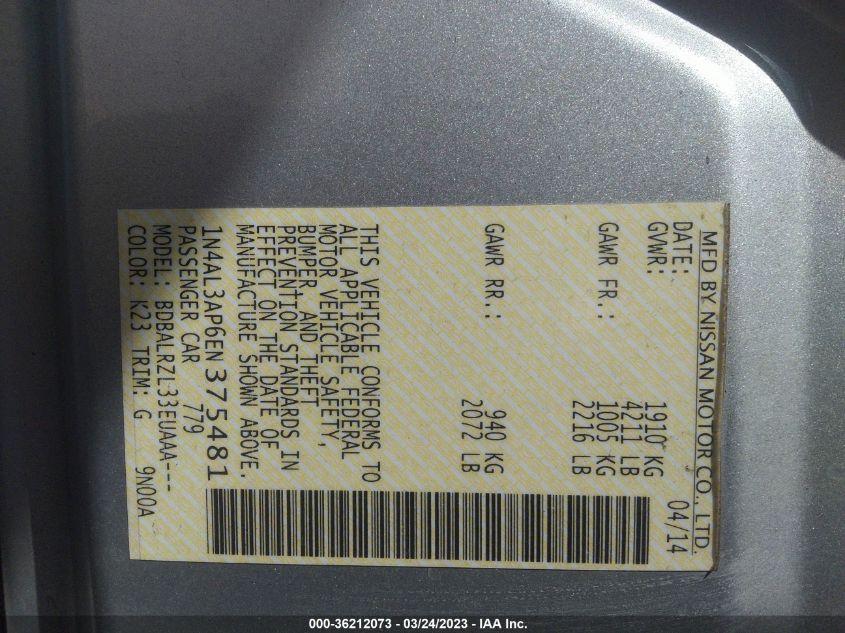 MFD BY NISSAN MOTOR CO., LTD.
DATE: 04/14
GVWR: 1910 KG
4211 LB
GAWR FR.: 1005 KG
2216 LB
GAWR RR.: 940 KG
2072 LB
THIS VEHICLE CONFORMS TO
ALL APPLICABLE FEDERAL
MOTOR VEHICLE SAFETY,
BUMPER, AND THEFT
PREVENTION STANDARDS IN
EFFECT ON THE DATE OF
MANUFACTURE SHOWN ABOVE.
1N4AL3AP6EN375481
PASSENGER CAR 779
MODEL: BDBALRZL33EUAAA---
COLOR: K23 TRIM: G 9N00A
000-36212073 - 03/24/2023 - IAA Inc.